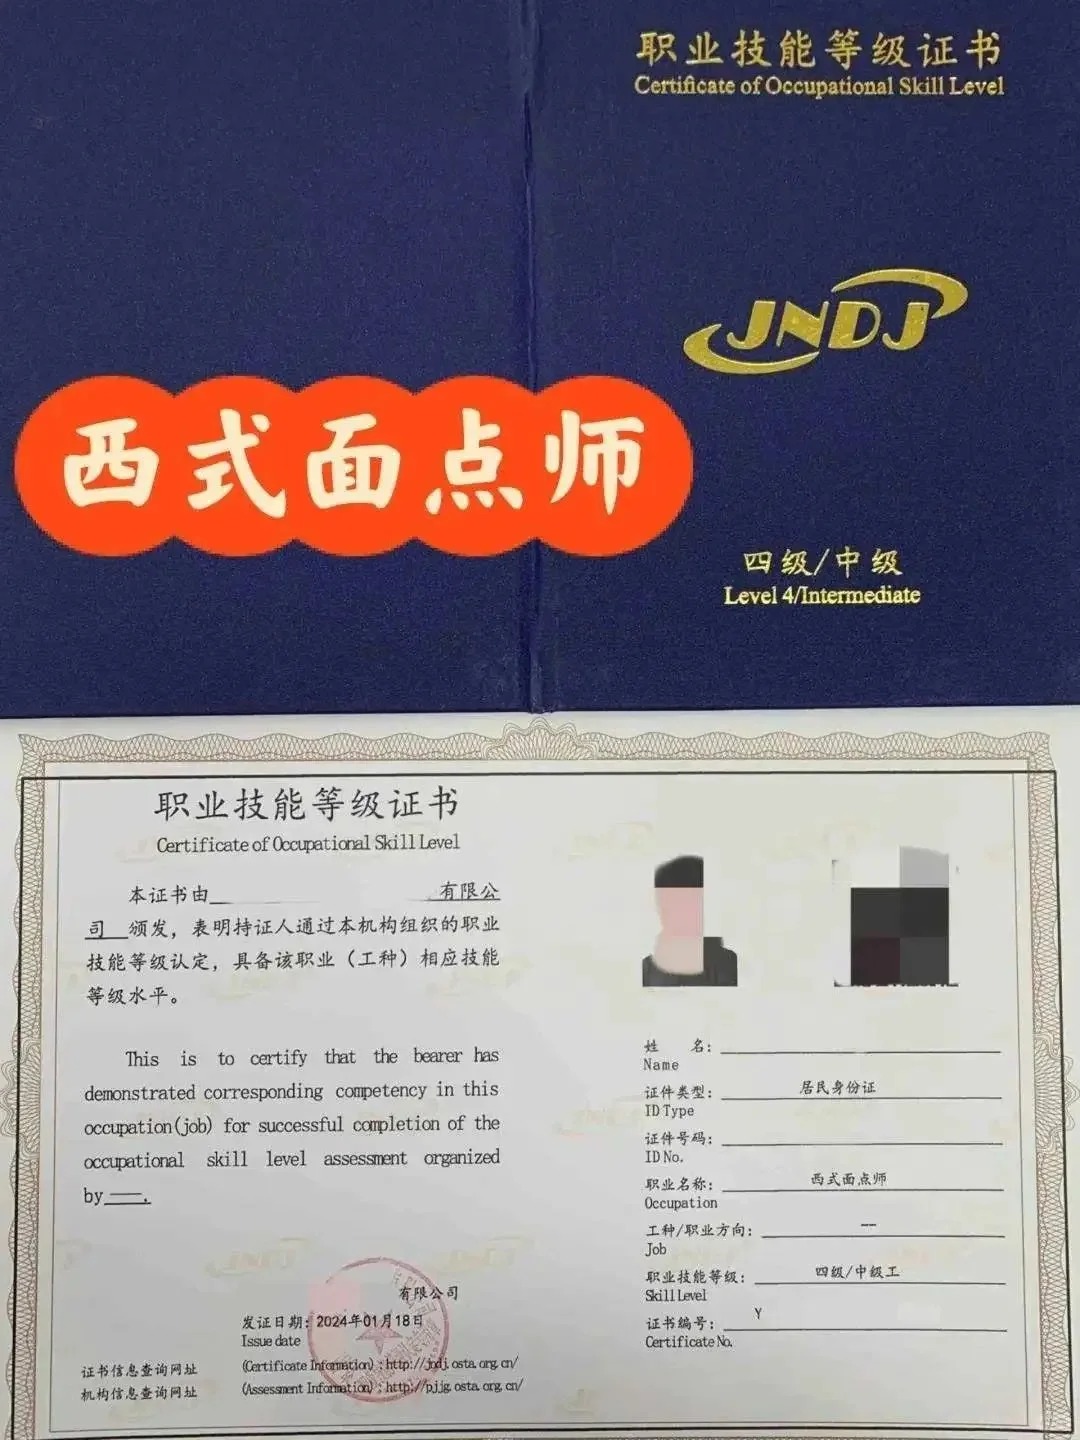 职业技能等级证书
Certificate of Occupational Skill Level
JNDJ
西式面点师
四级/中级
Level 4/Intermediate
职业技能等级证书
Certificate of Occupational Skill Level
本证书由 有限公
司 颁发，表明持证人通过本机构组织的职业
技能等级认定，具备该职业（工种）相应技能
等级水平。
This is to certify that the bearer has
demonstrated corresponding competency in this
occupation(job) for successful completion of the
occupational skill level assessment organized
by —.
有限公司
发证日期：2024年01月18日
Issue date
证书信息查询网址 (Certificate Information)：http://jndj.osta.org.cn/
机构信息查询网址 (Assessment Information)：http://pjjg.osta.org.cn/
姓 名：
Name
证件类型： 居民身份证
ID Type
证件号码：
ID No.
职业名称： 西式面点师
Occupation
工种/职业方向： --
Job
职业技能等级： 四级/中级工
Skill Level
证书编号： Y
Certificate No.